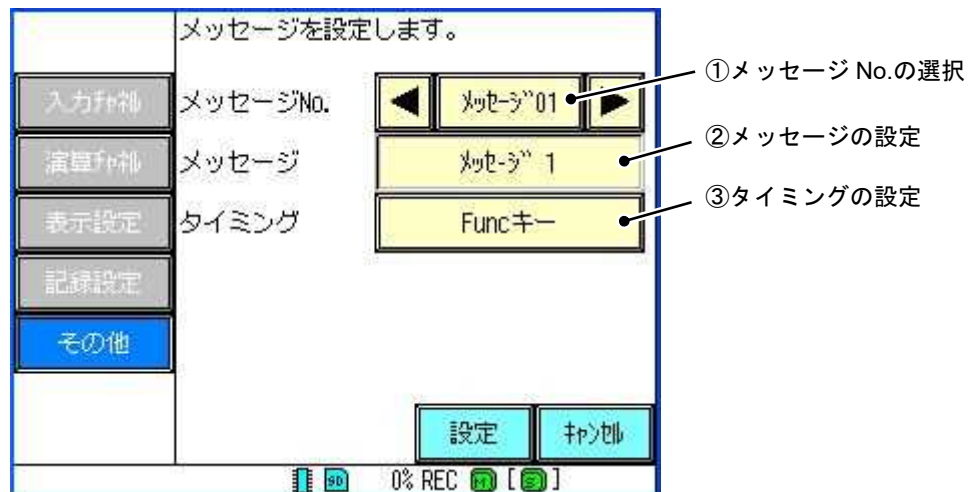 メッセージを設定します。
①メッセージ No.の選択
入力ﾁｬﾈﾙ メッセージNo. ◀ ﾒｯｾｰｼﾞ01 ▶
②メッセージの設定
演算ﾁｬﾈﾙ メッセージ ﾒｯｾｰｼﾞ 1
③タイミングの設定
表示設定 タイミング Funcキー
記録設定
その他
設定 ｷｬﾝｾﾙ
SD 0% REC M [S]